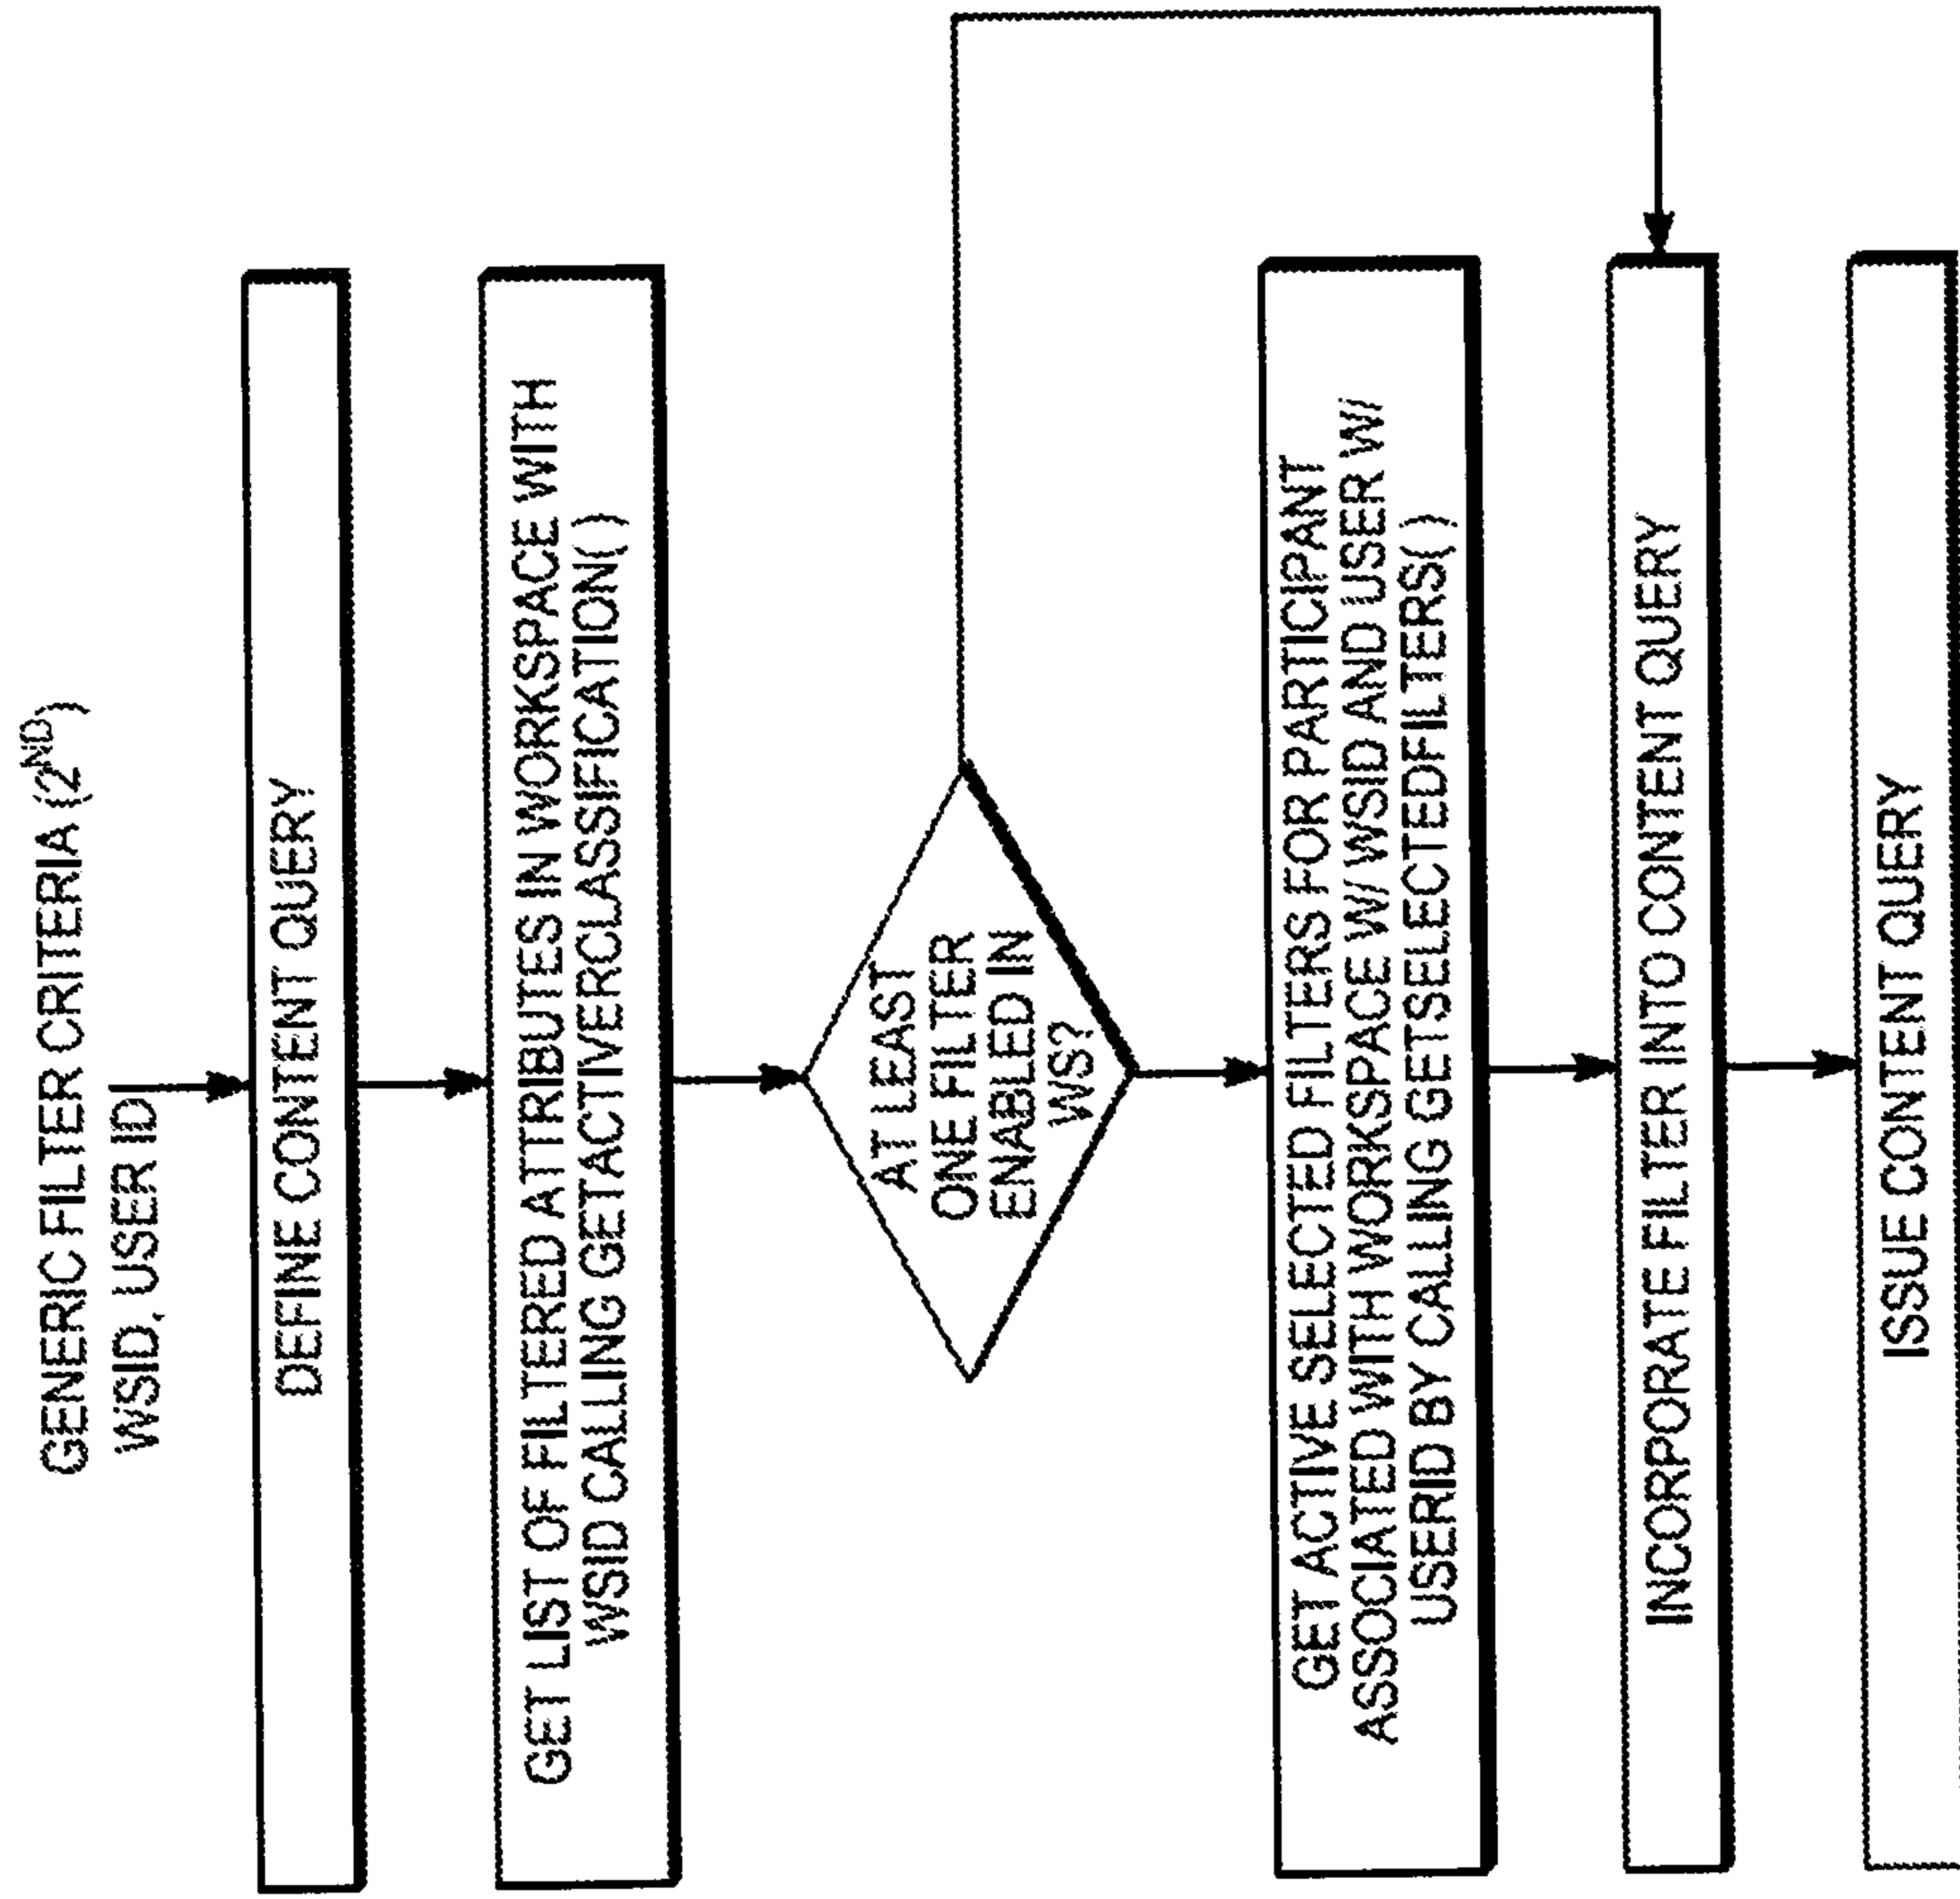 GENERIC FILTER CRITERIA (2ND)
WSID, USER ID
DEFINE CONTENT QUERY
GET LIST OF FILTERED ATTRIBUTES IN WORKSPACE WITH
WSID CALLING GETACTIVERCLASSIFICATION( )
AT LEAST
ONE FILTER
ENABLED IN
WS?
GET ACTIVE SELECTED FILTERS FOR PARTICIPANT
ASSOCIATED WITH WORKSPACE W/ WSID AND USER W/
USERID BY CALLING GETSELECTEDFILTERS( )
INCORPORATE FILTER INTO CONTENT QUERY
ISSUE CONTENT QUERY